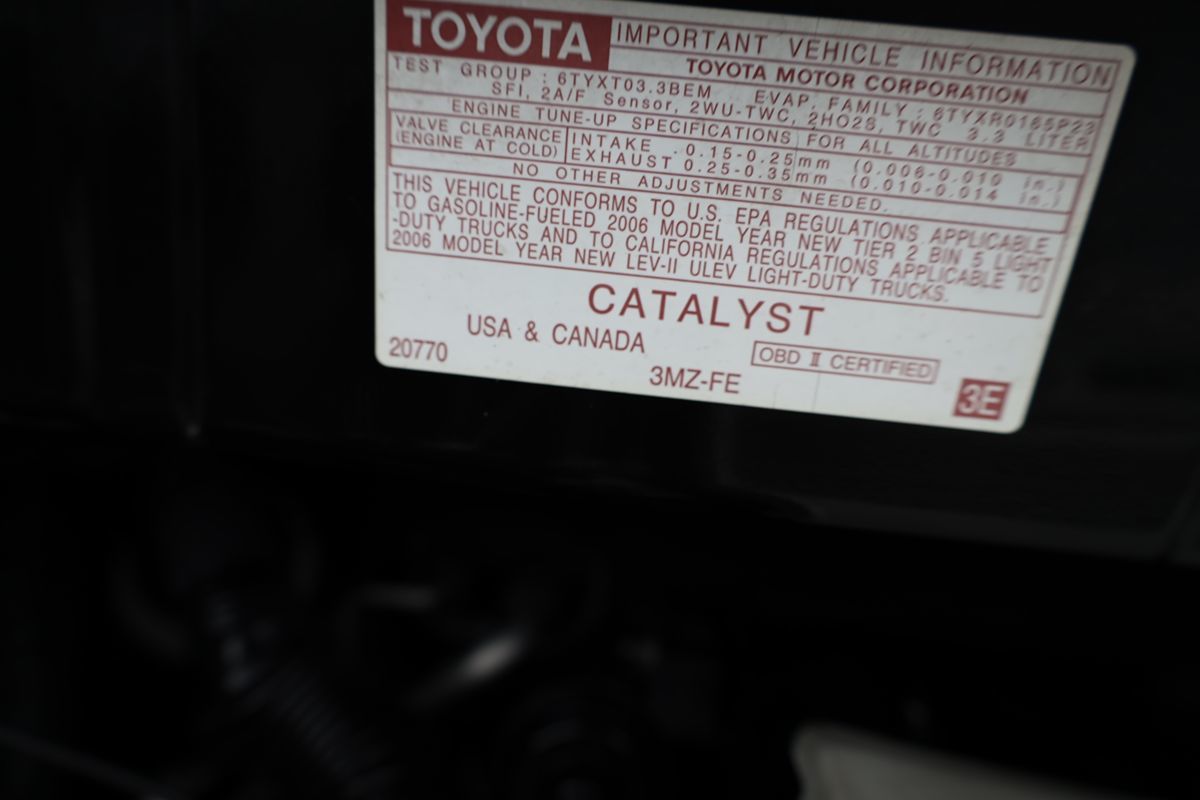 TOYOTA IMPORTANT VEHICLE INFORMATION
TOYOTA MOTOR CORPORATION
TEST GROUP : 6TYXT03.3BEM EVAP. FAMILY : 6TYXR0165P23
SFI, 2A/F Sensor, 2WU-TWC, 2HO2S, TWC 3.3 LITER
ENGINE TUNE-UP SPECIFICATIONS FOR ALL ALTITUDES
VALVE CLEARANCE INTAKE 0.15-0.25mm (0.006-0.010 in.)
(ENGINE AT COLD) EXHAUST 0.25-0.35mm (0.010-0.014 in.)
NO OTHER ADJUSTMENTS NEEDED.
THIS VEHICLE CONFORMS TO U.S. EPA REGULATIONS APPLICABLE
TO GASOLINE-FUELED 2006 MODEL YEAR NEW TIER 2 BIN 5 LIGHT
-DUTY TRUCKS AND TO CALIFORNIA REGULATIONS APPLICABLE TO
2006 MODEL YEAR NEW LEV-II ULEV LIGHT-DUTY TRUCKS.
CATALYST
USA & CANADA OBD II CERTIFIED
20770 3MZ-FE 3E